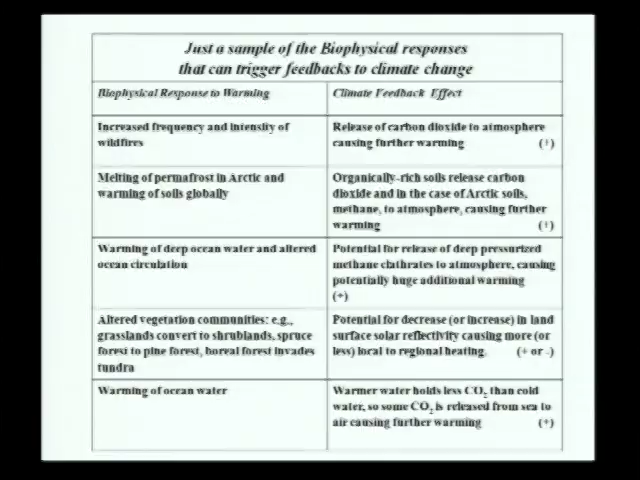 Just a sample of the Biophysical responses
that can trigger feedbacks to climate change
Biophysical Response to Warming
Climate Feedback Effect
Increased frequency and intensity of
wildfires
Release of carbon dioxide to atmosphere
causing further warming (+)
Melting of permafrost in Arctic and
warming of soils globally
Organically-rich soils release carbon
dioxide and in the case of Arctic soils,
methane, to atmosphere, causing further
warming (+)
Warming of deep ocean water and altered
ocean circulation
Potential for release of deep pressurized
methane clathrates to atmosphere, causing
potentially huge additional warming
(+)
Altered vegetation communities: e.g.,
grasslands convert to shrublands, spruce
forest to pine forest, boreal forest invades
tundra
Potential for decrease (or increase) in land
surface solar reflectivity causing more (or
less) local to regional heating. (+ or -)
Warming of ocean water
Warmer water holds less CO₂ than cold
water, so some CO₂ is released from sea to
air causing further warming (+)